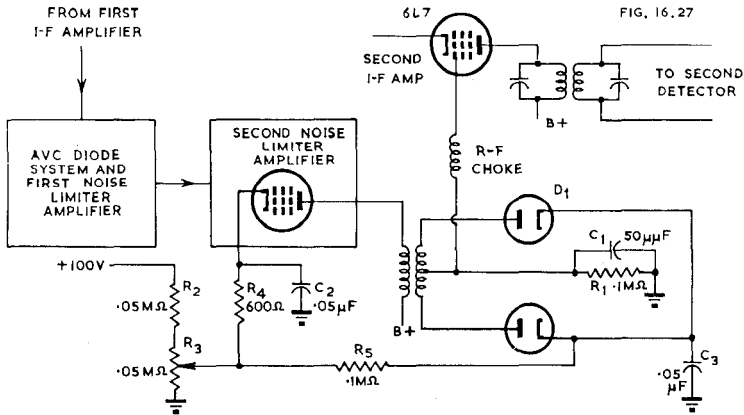 FROM FIRST
I-F AMPLIFIER
6L7
FIG. 16.27
SECOND
I-F AMP
TO SECOND
DETECTOR
B+
AVC DIODE
SYSTEM AND
FIRST NOISE
LIMITER
AMPLIFIER
SECOND NOISE
LIMITER
AMPLIFIER
R-F
CHOKE
D1
+100V
R2
.05MΩ
R3
.05MΩ
R4
600Ω
C2
.05μF
B+
C1
50μμF
R1 .1MΩ
R5
.1MΩ
C3
.05
μF